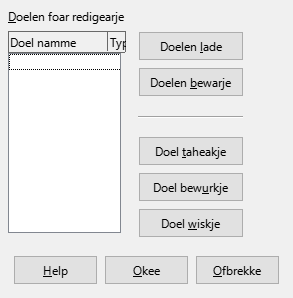 Doelen foar redigearje
Doel namme Typ
Doelen lade
Doelen bewarje
Doel taheakje
Doel bewurkje
Doel wiskje
Help Okee Ofbrekke